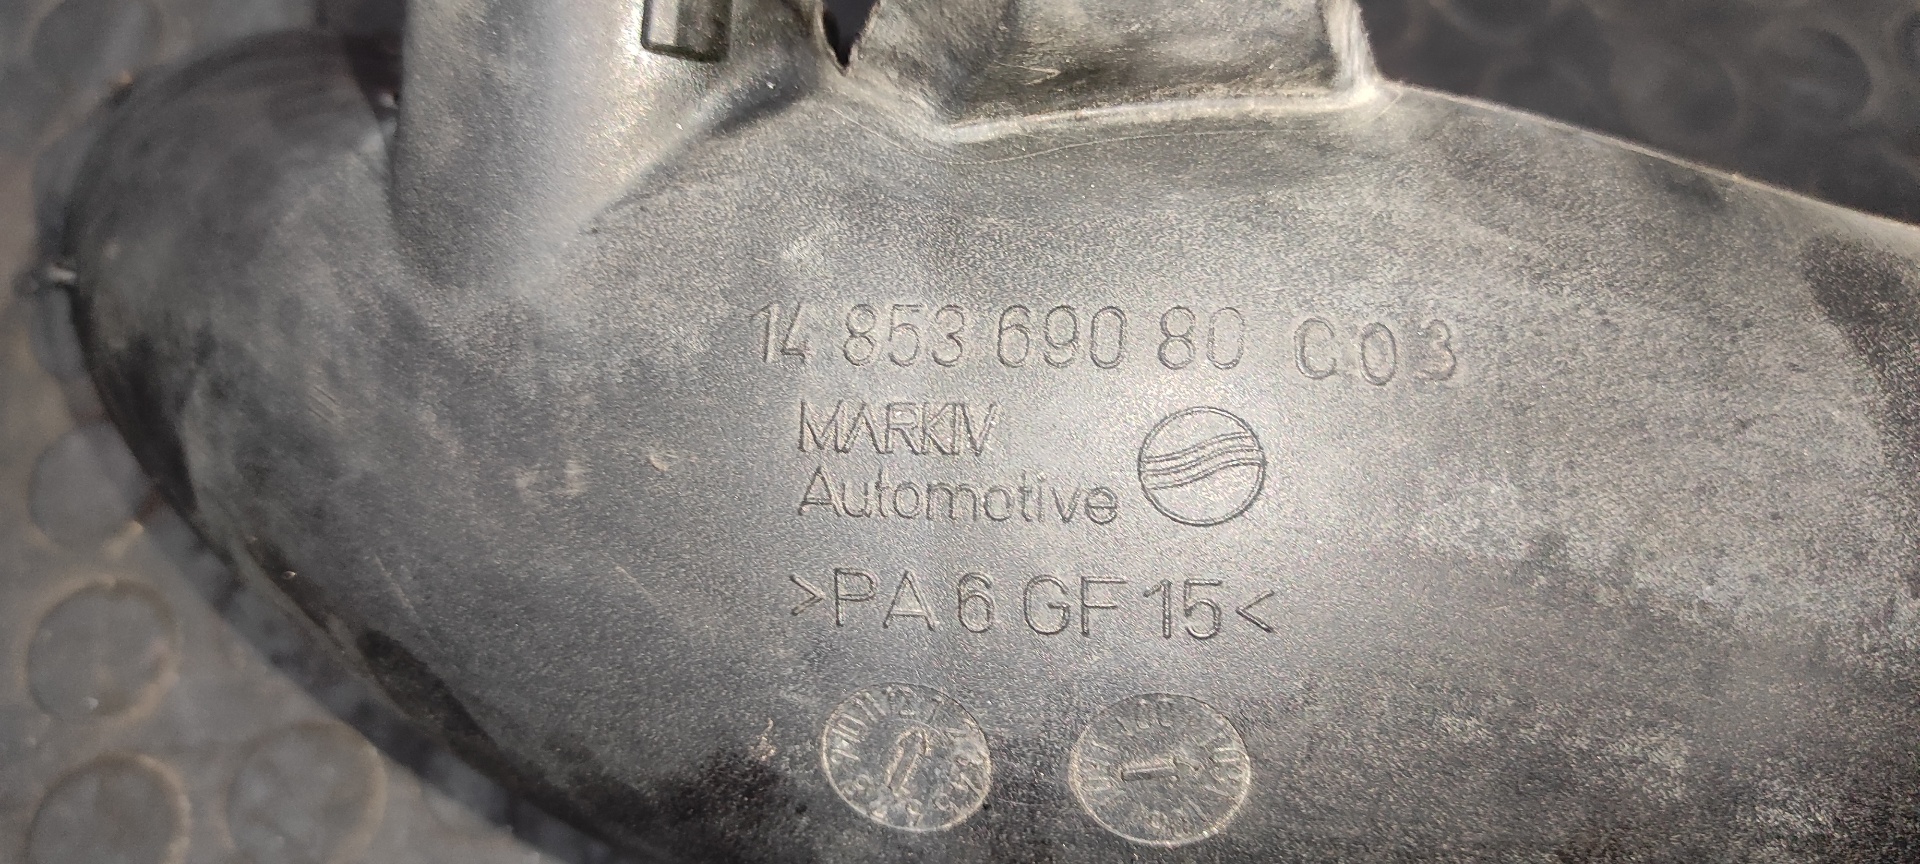 14 853 690 80 C03
MARKIV
Automotive
>PA 6 GF 15<